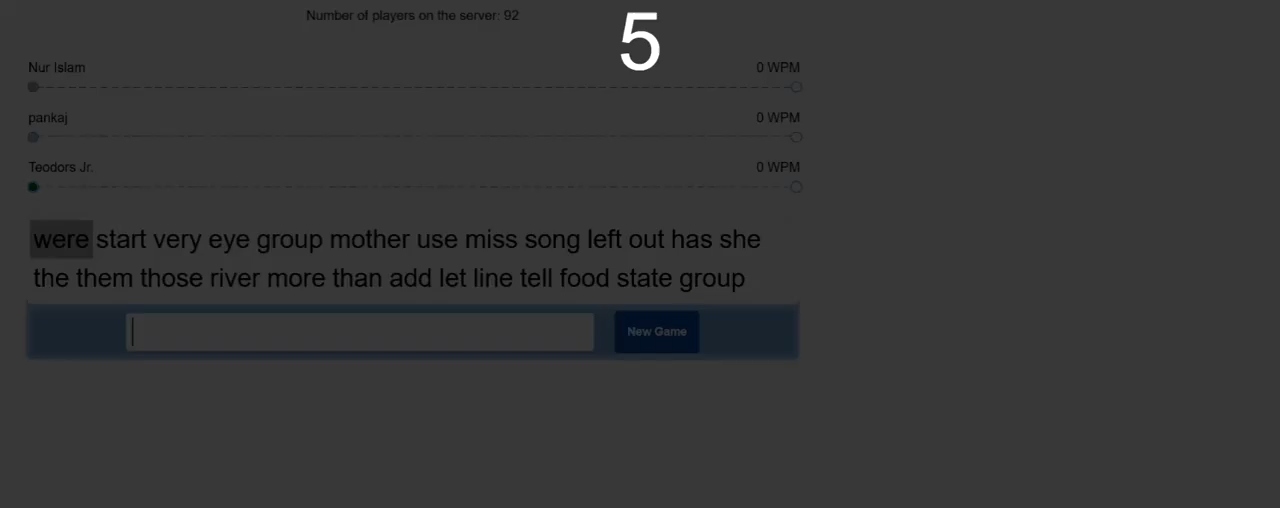 Number of players on the server: 92
5
Nur Islam 0 WPM
pankaj 0 WPM
Teodors Jr. 0 WPM
were start very eye group mother use miss song left out has she
the them those river more than add let line tell food state group
New Game